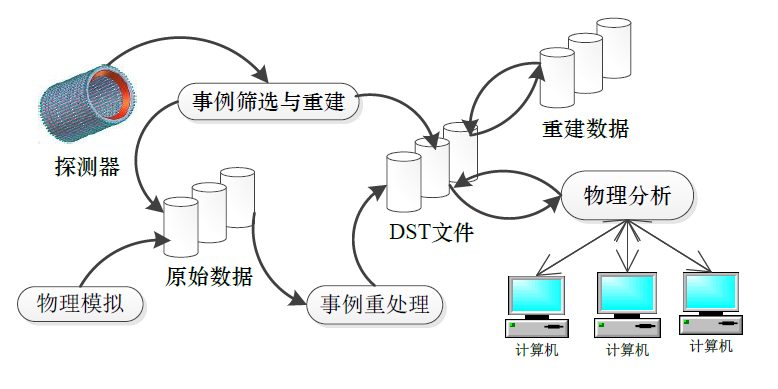 事例筛选与重建
重建数据
探测器
物理分析
DST文件
原始数据
物理模拟
事例重处理
计算机
计算机
计算机